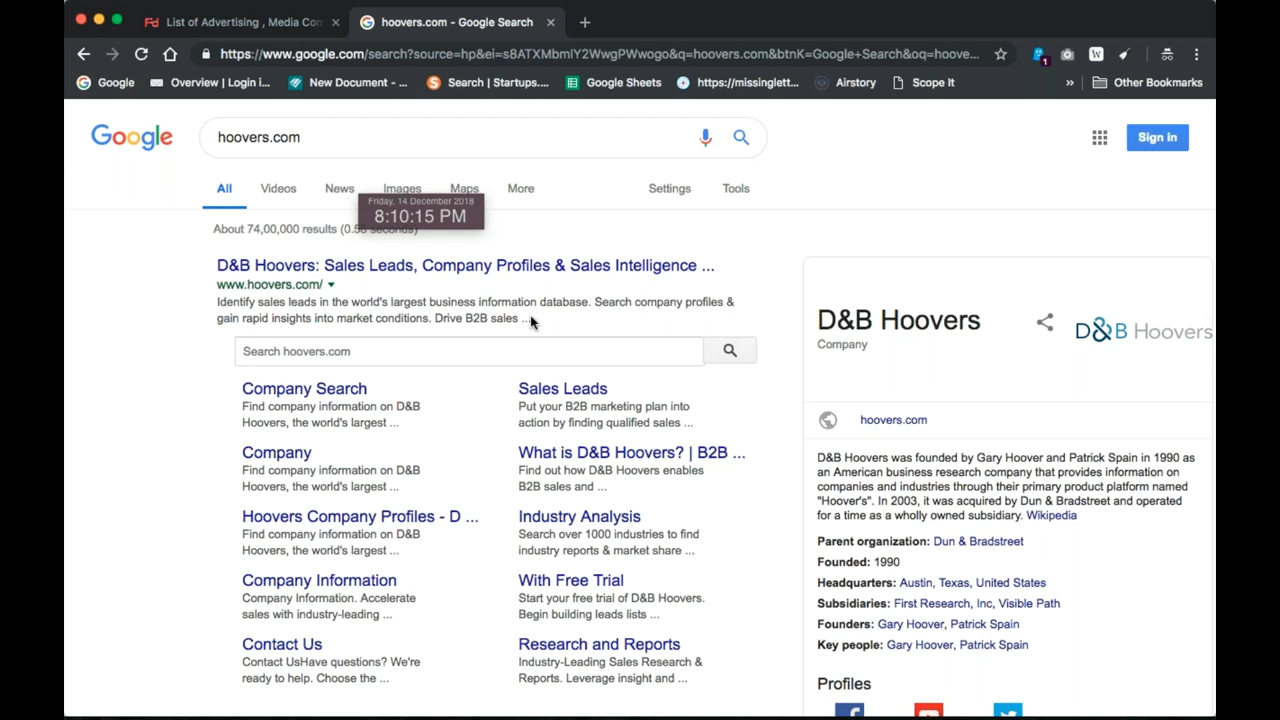 List of Advertising , Media Com
hoovers.com - Google Search
https://www.google.com/search?source=hp&ei=s8ATXMbmIY2WwgPWwogo&q=hoovers.com&btnK=Google+Search&oq=hoove...
1
W
Google
Overview | Login i...
New Document - ...
Search | Startups....
Google Sheets
https://missinglett...
Airstory
Scope It
»
Other Bookmarks
Google
hoovers.com
Sign in
All
Videos
News
Images
Maps
More
Settings
Tools
Friday, 14 December 2018
8:10:15 PM
About 74,00,000 results (0.58 seconds)
D&B Hoovers: Sales Leads, Company Profiles & Sales Intelligence ...
www.hoovers.com/
Identify sales leads in the world's largest business information database. Search company profiles &
gain rapid insights into market conditions. Drive B2B sales ...
Search hoovers.com
Company Search
Find company information on D&B
Hoovers, the world's largest ...
Sales Leads
Put your B2B marketing plan into
action by finding qualified sales ...
Company
Find company information on D&B
Hoovers, the world's largest ...
What is D&B Hoovers? | B2B ...
Find out how D&B Hoovers enables
B2B sales and ...
Hoovers Company Profiles - D ...
Find company information on D&B
Hoovers, the world's largest ...
Industry Analysis
Search over 1000 industries to find
industry reports & market share ...
Company Information
Company Information. Accelerate
sales with industry-leading ...
With Free Trial
Start your free trial of D&B Hoovers.
Begin building leads lists ...
Contact Us
Contact UsHave questions? We're
ready to help. Choose the ...
Research and Reports
Industry-Leading Sales Research &
Reports. Leverage insight and ...
D&B Hoovers
Company
D&B Hoovers
hoovers.com
D&B Hoovers was founded by Gary Hoover and Patrick Spain in 1990 as
an American business research company that provides information on
companies and industries through their primary product platform named
"Hoover's". In 2003, it was acquired by Dun & Bradstreet and operated
for a time as a wholly owned subsidiary. Wikipedia
Parent organization: Dun & Bradstreet
Founded: 1990
Headquarters: Austin, Texas, United States
Subsidiaries: First Research, Inc, Visible Path
Founders: Gary Hoover, Patrick Spain
Key people: Gary Hoover, Patrick Spain
Profiles